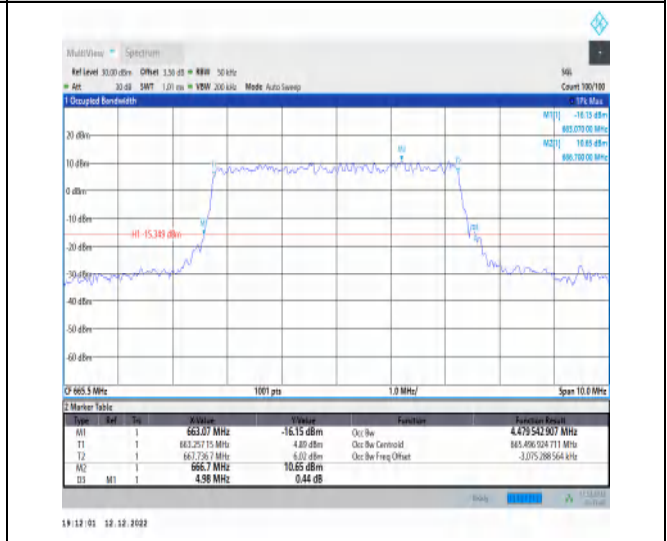 MultiView Spectrum
Ref Level 30.00 dBm Offset 3.50 dB RBW 50 kHz SGL
Att 30 dB SWT 1.01 ms VBW 200 kHz Mode Auto Sweep Count 100/100
1 Occupied Bandwidth 1Pk Max
M1[1] -16.15 dBm
663.070 00 MHz
M2[1] 10.65 dBm
666.700 00 MHz
20 dBm
M2
10 dBm
0 dBm
-10 dBm
M1
H1 -15.349 dBm
-20 dBm
-30 dBm
-40 dBm
-50 dBm
-60 dBm
CF 665.5 MHz 1001 pts 1.0 MHz/ Span 10.0 MHz
2 Marker Table
Type Ref Trc X-Value Y-Value Function Function Result
M1 1 663.07 MHz -16.15 dBm Occ Bw 4.479 542 907 MHz
T1 1 663.257 15 MHz 4.89 dBm Occ Bw Centroid 665.496 924 711 MHz
T2 1 667.736 7 MHz 6.02 dBm Occ Bw Freq Offset -3.075 288 564 kHz
M2 1 666.7 MHz 10.65 dBm
D3 M1 1 4.98 MHz 0.44 dB
19:12:01 12.12.2022